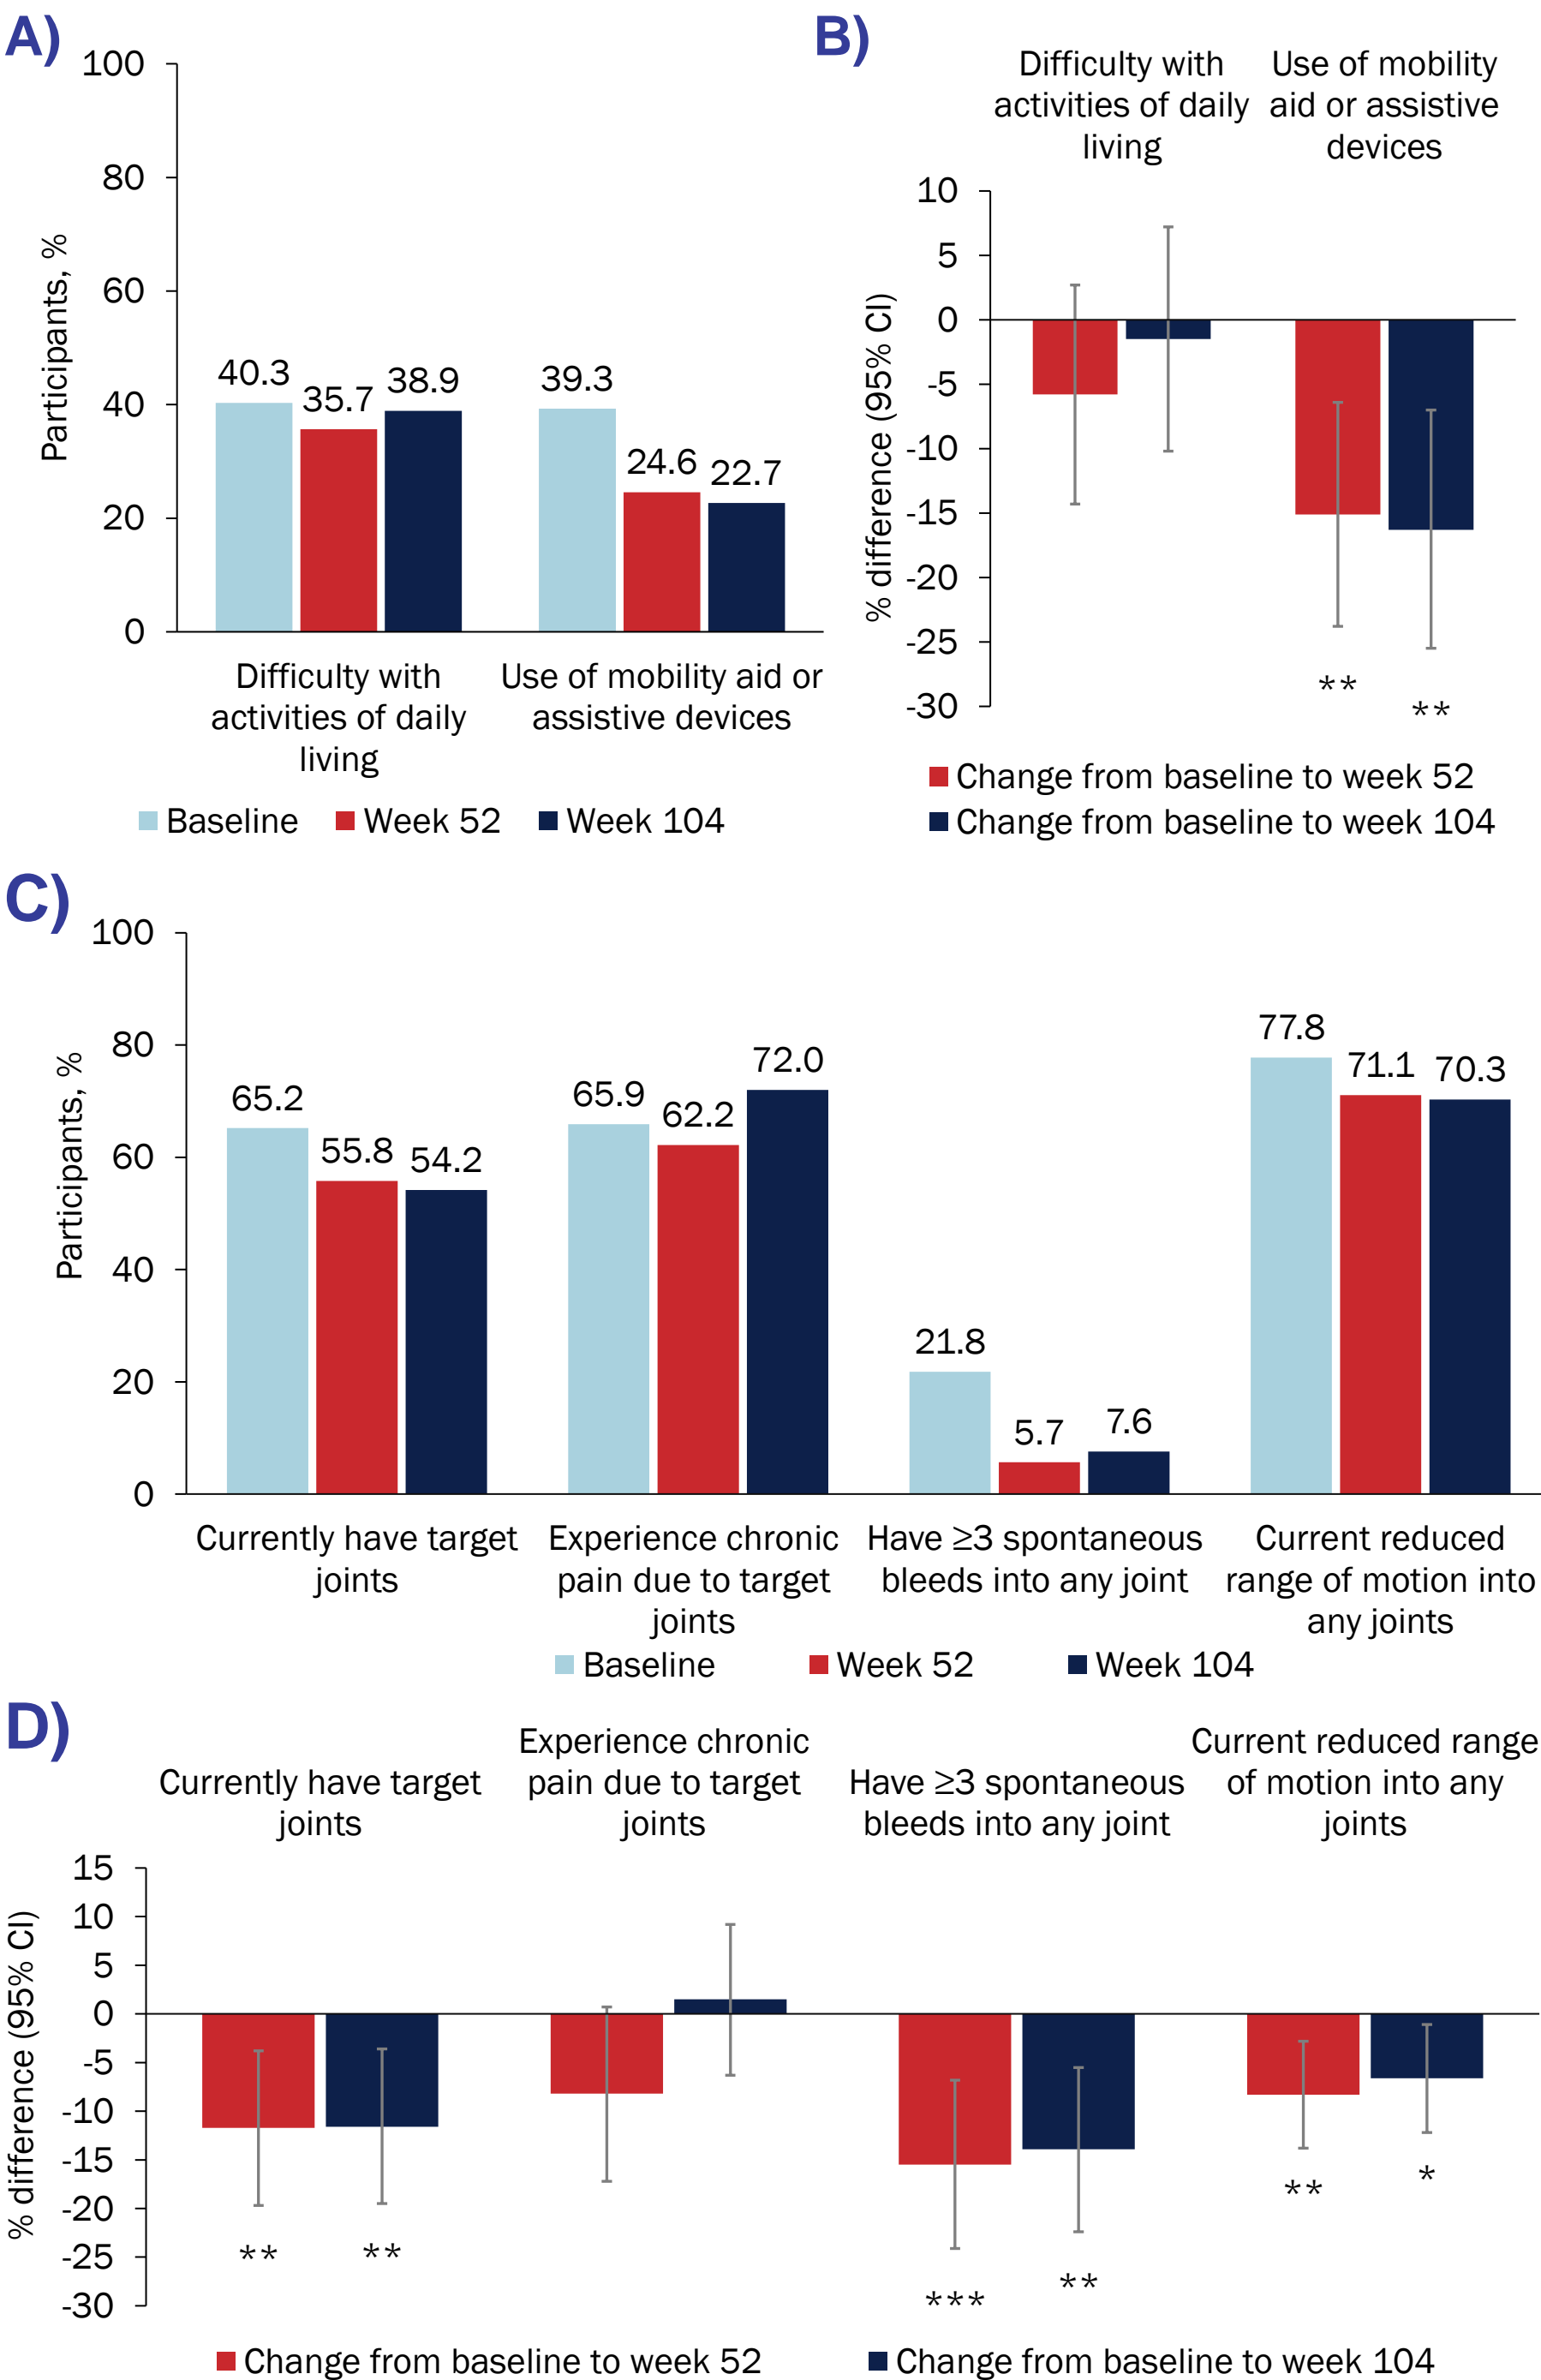 A)
100
80
60
40
20
0
Participants, %
40.3
35.7
38.9
39.3
24.6
22.7
Difficulty with
activities of daily
living
Use of mobility aid or
assistive devices
Baseline
Week 52
Week 104
B)
Difficulty with
activities of daily
living
Use of mobility
aid or assistive
devices
10
5
0
-5
-10
-15
-20
-25
-30
% difference (95% CI)
**
**
Change from baseline to week 52
Change from baseline to week 104
C)
100
80
60
40
20
0
Participants, %
65.2
55.8
54.2
65.9
62.2
72.0
21.8
5.7
7.6
77.8
71.1
70.3
Currently have target
joints
Experience chronic
pain due to target
joints
Have ≥3 spontaneous
bleeds into any joint
Current reduced
range of motion into
any joints
Baseline
Week 52
Week 104
D)
Currently have target
joints
Experience chronic
pain due to target
joints
Have ≥3 spontaneous
bleeds into any joint
Current reduced range
of motion into any
joints
15
10
5
0
-5
-10
-15
-20
-25
-30
% difference (95% CI)
**
**
***
**
**
*
Change from baseline to week 52
Change from baseline to week 104